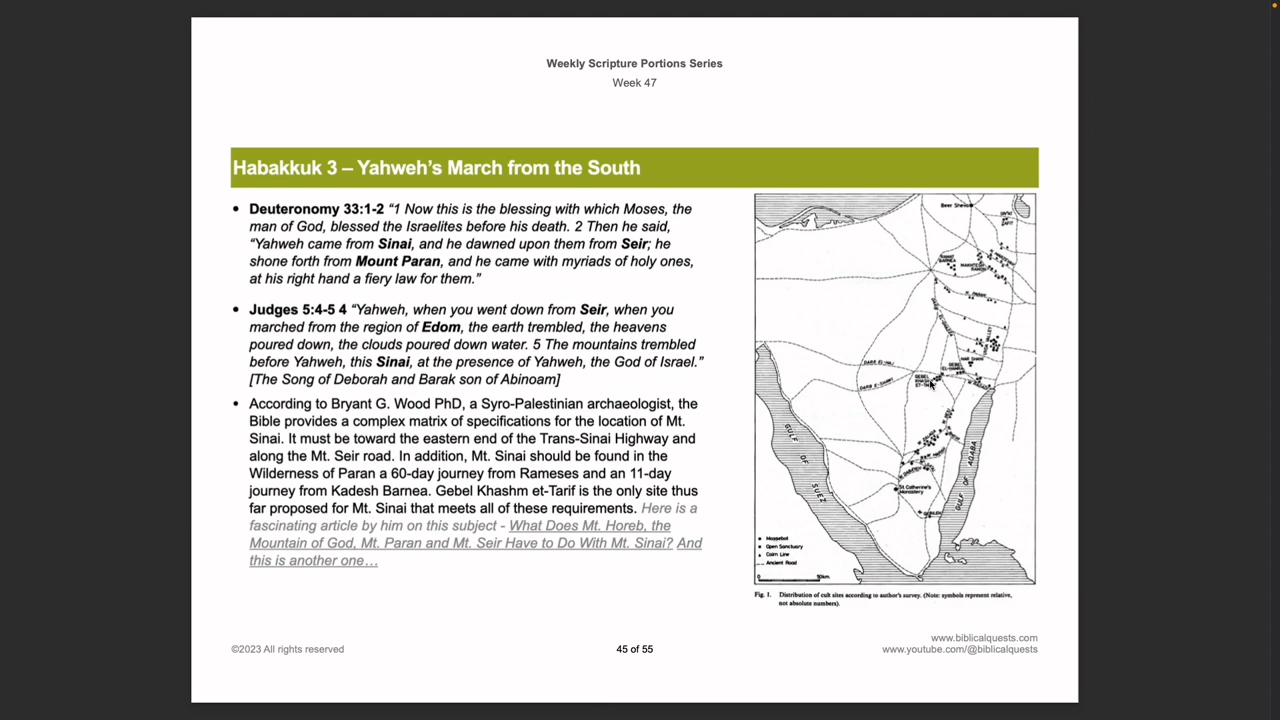 Weekly Scripture Portions Series
Week 47
Habakkuk 3 – Yahweh's March from the South
• Deuteronomy 33:1-2 “1 Now this is the blessing with which Moses, the
man of God, blessed the Israelites before his death. 2 Then he said,
“Yahweh came from Sinai, and he dawned upon them from Seir; he
shone forth from Mount Paran, and he came with myriads of holy ones,
at his right hand a fiery law for them.”
• Judges 5:4-5 4 “Yahweh, when you went down from Seir, when you
marched from the region of Edom, the earth trembled, the heavens
poured down, the clouds poured down water. 5 The mountains trembled
before Yahweh, this Sinai, at the presence of Yahweh, the God of Israel.”
[The Song of Deborah and Barak son of Abinoam]
• According to Bryant G. Wood PhD, a Syro-Palestinian archaeologist, the
Bible provides a complex matrix of specifications for the location of Mt.
Sinai. It must be toward the eastern end of the Trans-Sinai Highway and
along the Mt. Seir road. In addition, Mt. Sinai should be found in the
Wilderness of Paran a 60-day journey from Rameses and an 11-day
journey from Kadesh Barnea. Gebel Khashm et-Tarif is the only site thus
far proposed for Mt. Sinai that meets all of these requirements. Here is a
fascinating article by him on this subject - What Does Mt. Horeb, the
Mountain of God, Mt. Paran and Mt. Seir Have to Do With Mt. Sinai? And
this is another one…
Beer Sheva
DARB EL-HAJ
DARB E-SHAWI
GULF OF SUEZ
GULF OF AQABA
St Catherine's
Monastery
Massebot
Open Sanctuary
Cairn Line
Ancient Road
0 50km.
Fig. 1. Distribution of cult sites according to author's survey. (Note: symbols represent relative,
not absolute numbers).
www.biblicalquests.com
©2023 All rights reserved
45 of 55
www.youtube.com/@biblicalquests